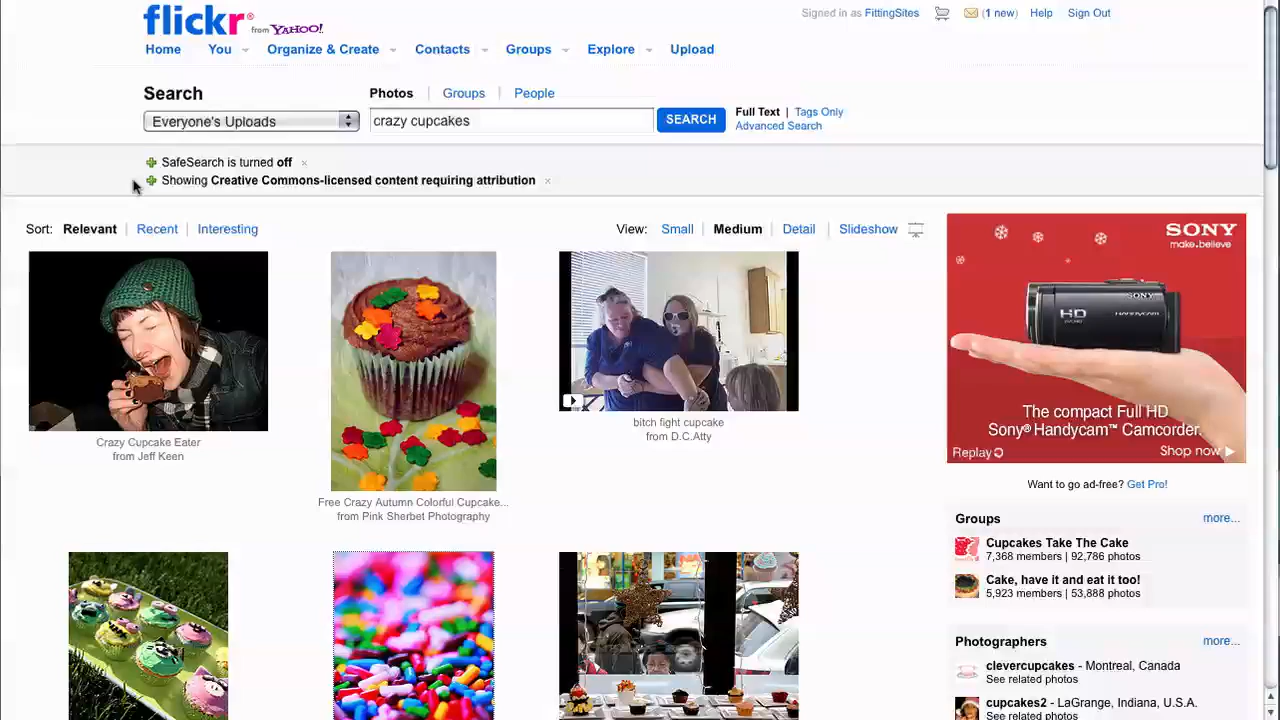 flickr® from YAHOO!
Signed in as FittingSites (1 new) Help Sign Out
Home You Organize & Create Contacts Groups Explore Upload
Search
Photos | Groups | People
Everyone's Uploads
crazy cupcakes
SEARCH
Full Text | Tags Only
Advanced Search
SafeSearch is turned off ×
Showing Creative Commons-licensed content requiring attribution ×
Sort: Relevant | Recent | Interesting
View: Small | Medium | Detail | Slideshow
Crazy Cupcake Eater
from Jeff Keen
Free Crazy Autumn Colorful Cupcake...
from Pink Sherbet Photography
bitch fight cupcake
from D.C.Atty
SONY
make.believe
SONY
HD
HANDYCAM
The compact Full HD
Sony® Handycam™ Camcorder.
Replay
Shop now
Want to go ad-free? Get Pro!
Groups more...
Cupcakes Take The Cake
7,368 members | 92,786 photos
Cake, have it and eat it too!
5,923 members | 53,888 photos
Photographers more...
clevercupcakes - Montreal, Canada
See related photos
cupcakes2 - LaGrange, Indiana, U.S.A.
See related photos